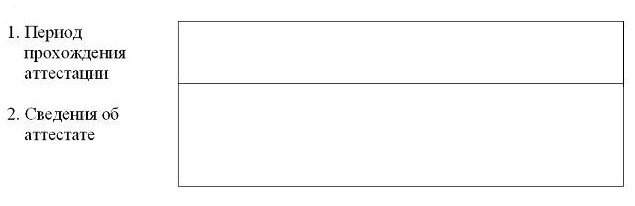 1. Период
прохождения
аттестации
2. Сведения об
аттестате